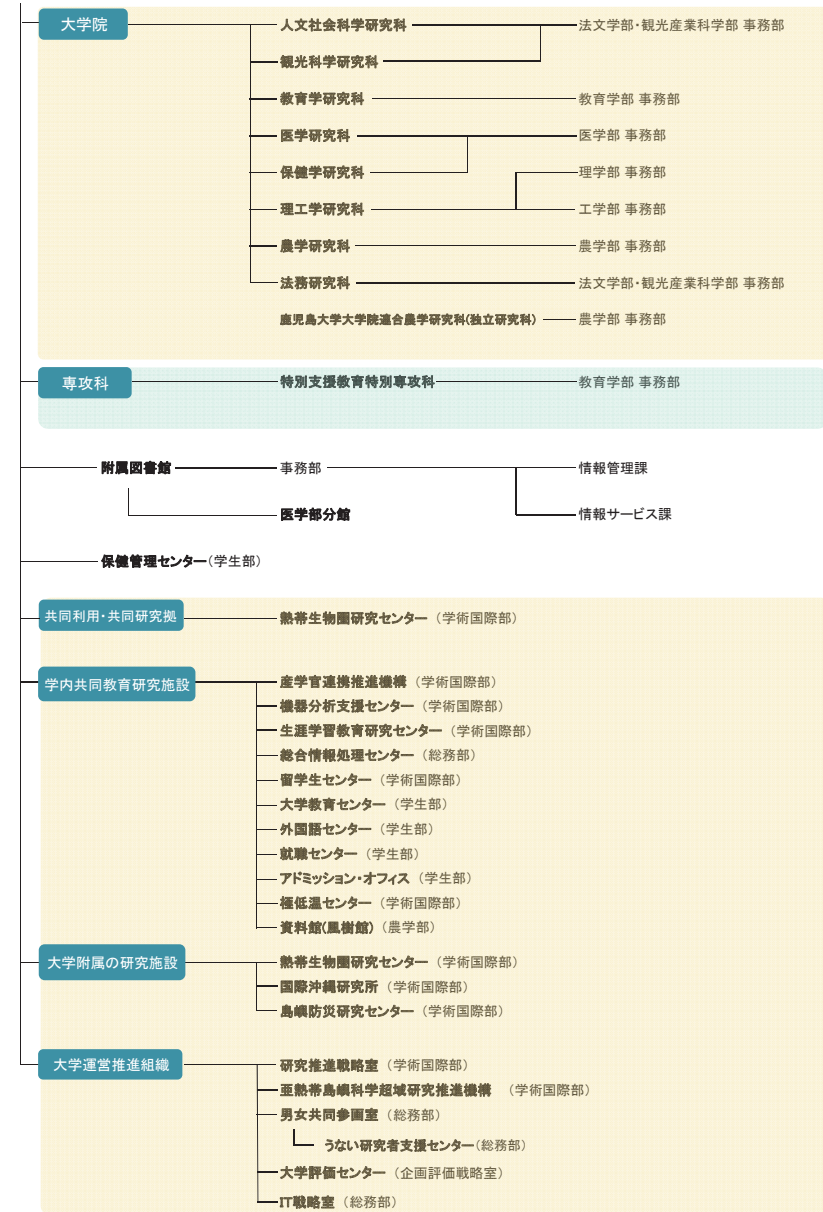 大学院 人文社会科学研究科 法文学部・観光産業科学部 事務部
観光科学研究科
教育学研究科 教育学部 事務部
医学研究科 医学部 事務部
保健学研究科 理学部 事務部
理工学研究科 工学部 事務部
農学研究科 農学部 事務部
法務研究科 法文学部・観光産業科学部 事務部
鹿児島大学大学院連合農学研究科(独立研究科) 農学部 事務部
専攻科 特別支援教育特別専攻科 教育学部 事務部
附属図書館 事務部 情報管理課
医学部分館 情報サービス課
保健管理センター(学生部)
共同利用・共同研究拠 熱帯生物圏研究センター（学術国際部）
学内共同教育研究施設 産学官連携推進機構（学術国際部）
機器分析支援センター（学術国際部）
生涯学習教育研究センター（学術国際部）
総合情報処理センター（総務部）
留学生センター（学術国際部）
大学教育センター（学生部）
外国語センター（学生部）
就職センター（学生部）
アドミッション・オフィス（学生部）
極低温センター（学術国際部）
資料館(風樹館)（農学部）
大学附属の研究施設 熱帯生物圏研究センター（学術国際部）
国際沖縄研究所（学術国際部）
島嶼防災研究センター（学術国際部）
大学運営推進組織 研究推進戦略室（学術国際部）
亜熱帯島嶼科学超域研究推進機構 （学術国際部）
男女共同参画室（総務部）
うない研究者支援センター(総務部)
大学評価センター（企画評価戦略室）
IT戦略室（総務部）